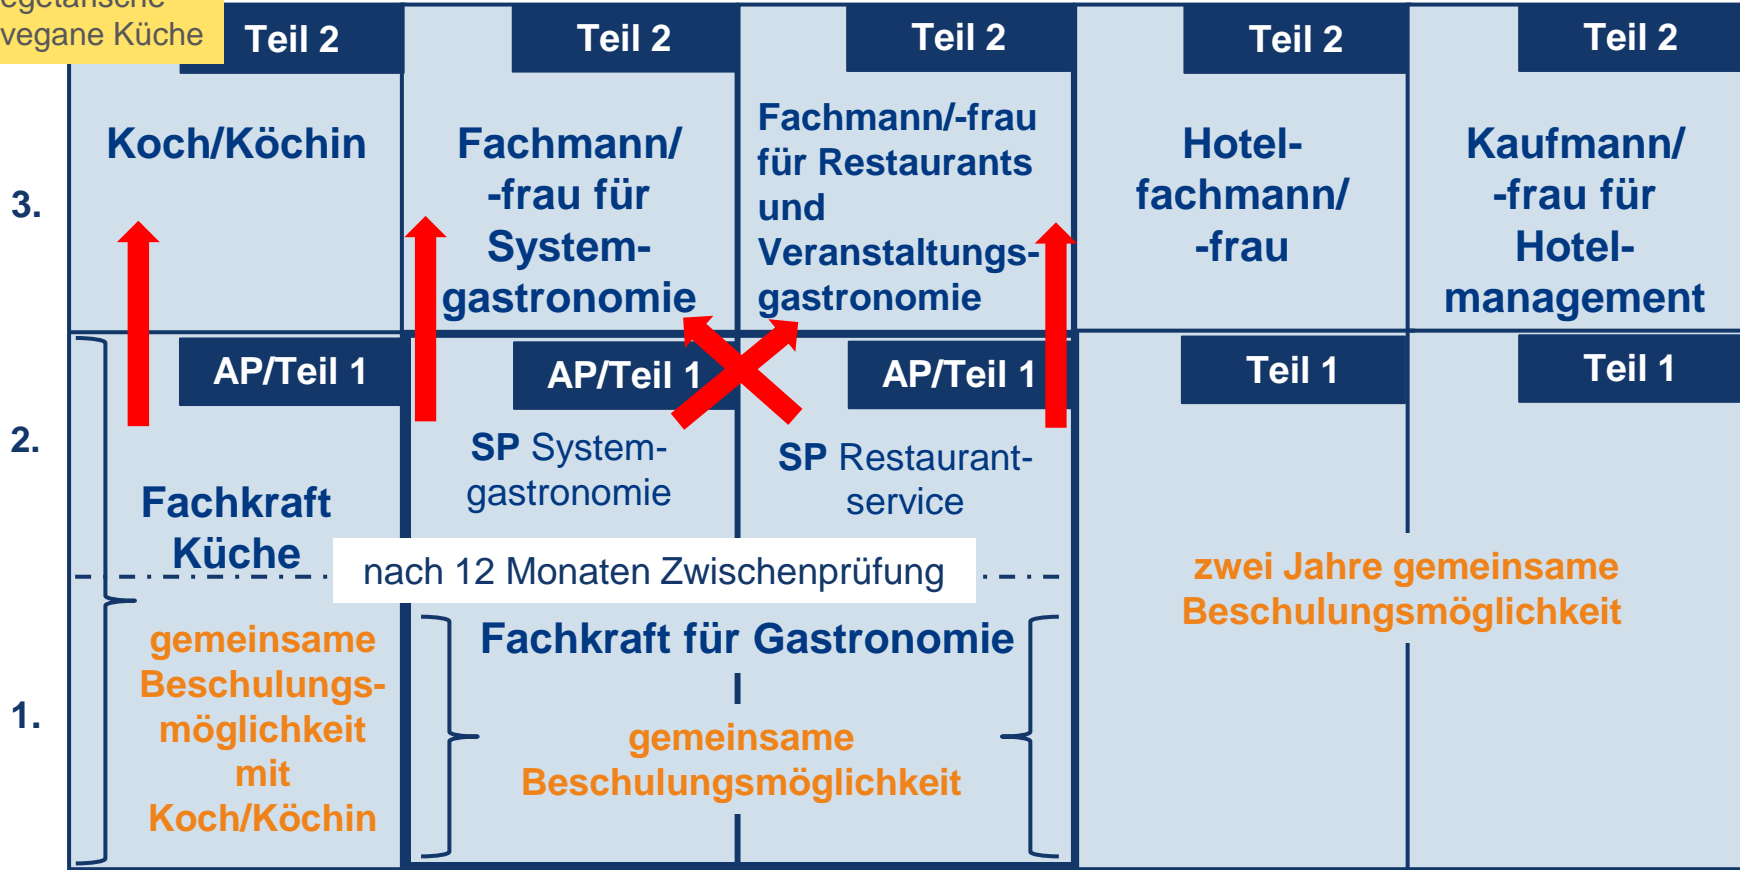 vegane Küche
Teil 2
Teil 2
Teil 2
Teil 2
Teil 2
3.
Koch/Köchin
Fachmann/
-frau für
System-
gastronomie
Fachmann/-frau
für Restaurants
und
Veranstaltungs-
gastronomie
Hotel-
fachmann/
-frau
Kaufmann/
-frau für
Hotel-
management
AP/Teil 1
AP/Teil 1
AP/Teil 1
Teil 1
Teil 1
2.
Fachkraft
Küche
SP System-
gastronomie
SP Restaurant-
service
nach 12 Monaten Zwischenprüfung
zwei Jahre gemeinsame
Beschulungsmöglichkeit
1.
gemeinsame
Beschulungs-
möglichkeit
mit
Koch/Köchin
Fachkraft für Gastronomie
gemeinsame
Beschulungsmöglichkeit